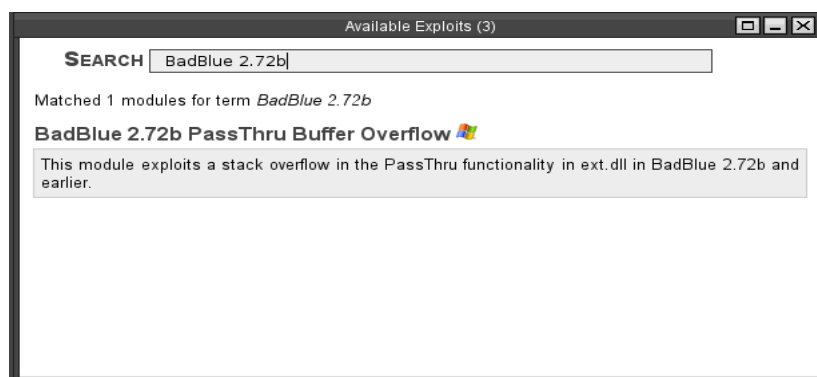 Available Exploits (3)
SEARCH BadBlue 2.72b
Matched 1 modules for term BadBlue 2.72b
BadBlue 2.72b PassThru Buffer Overflow
This module exploits a stack overflow in the PassThru functionality in ext.dll in BadBlue 2.72b and
earlier.